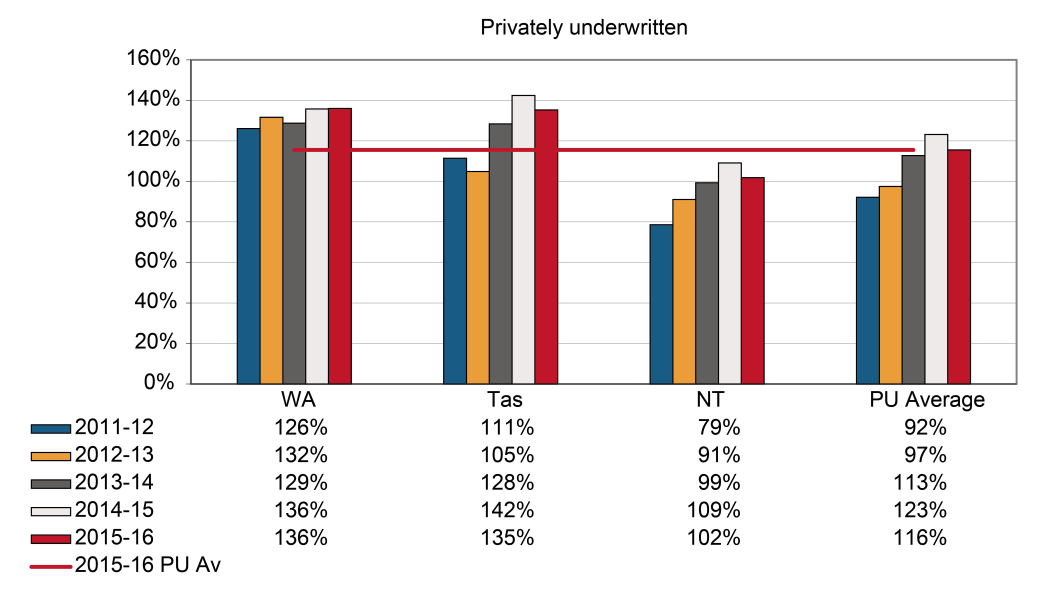 Privately underwritten
160%
140%
120%
100%
80%
60%
40%
20%
0%
WA Tas NT PU Average
2011-12 126% 111% 79% 92%
2012-13 132% 105% 91% 97%
2013-14 129% 128% 99% 113%
2014-15 136% 142% 109% 123%
2015-16 136% 135% 102% 116%
2015-16 PU Av